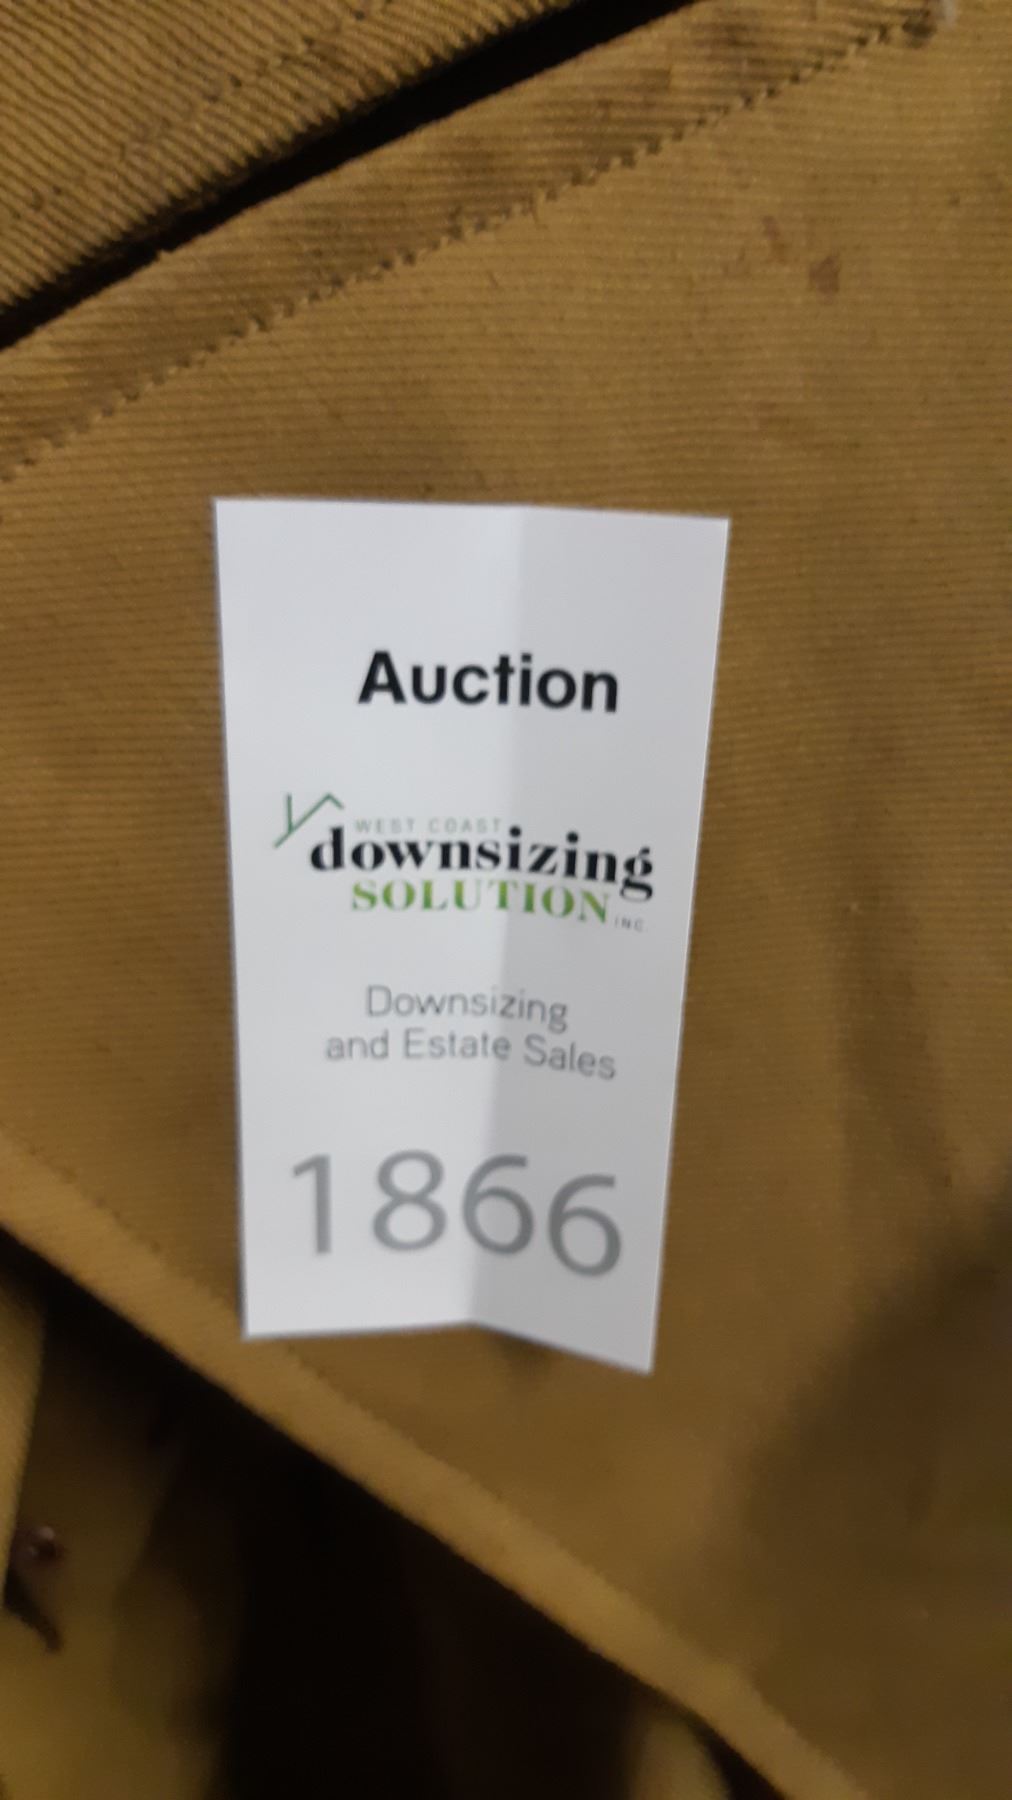 Auction
WEST COAST
downsizing
SOLUTION INC.
Downsizing
and Estate Sales
1866